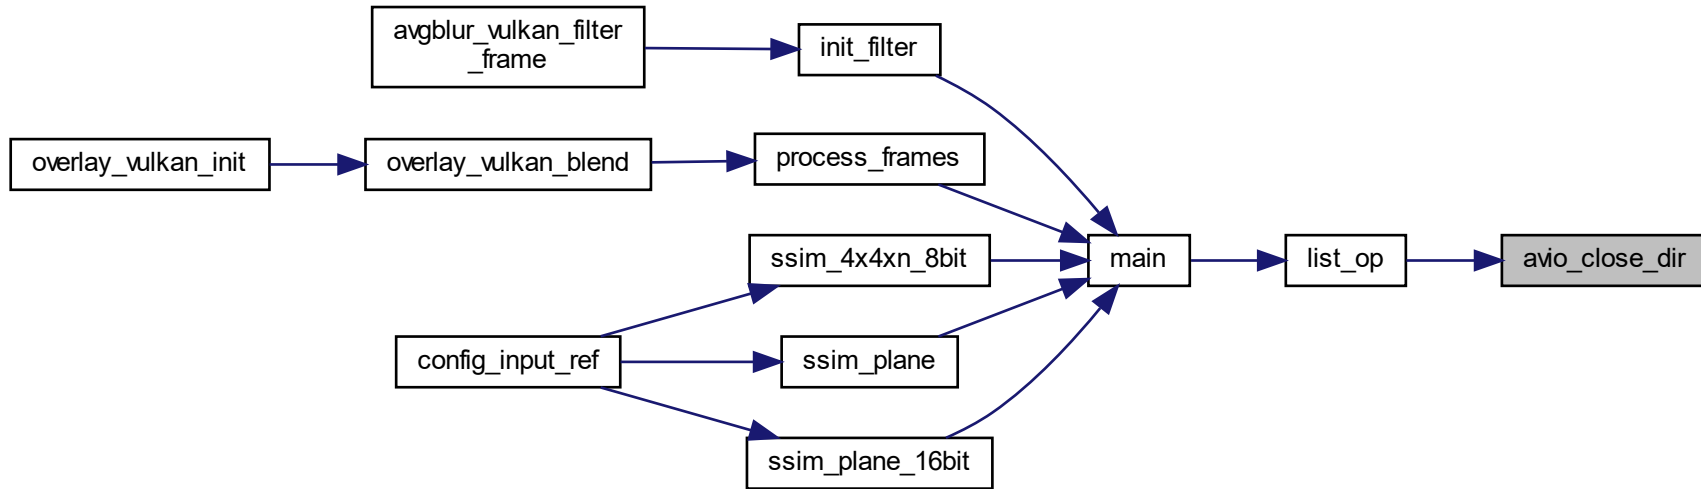 avgblur_vulkan_filter
_frame
init_filter
overlay_vulkan_init
overlay_vulkan_blend
process_frames
ssim_4x4xn_8bit
main
list_op
avio_close_dir
config_input_ref
ssim_plane
ssim_plane_16bit